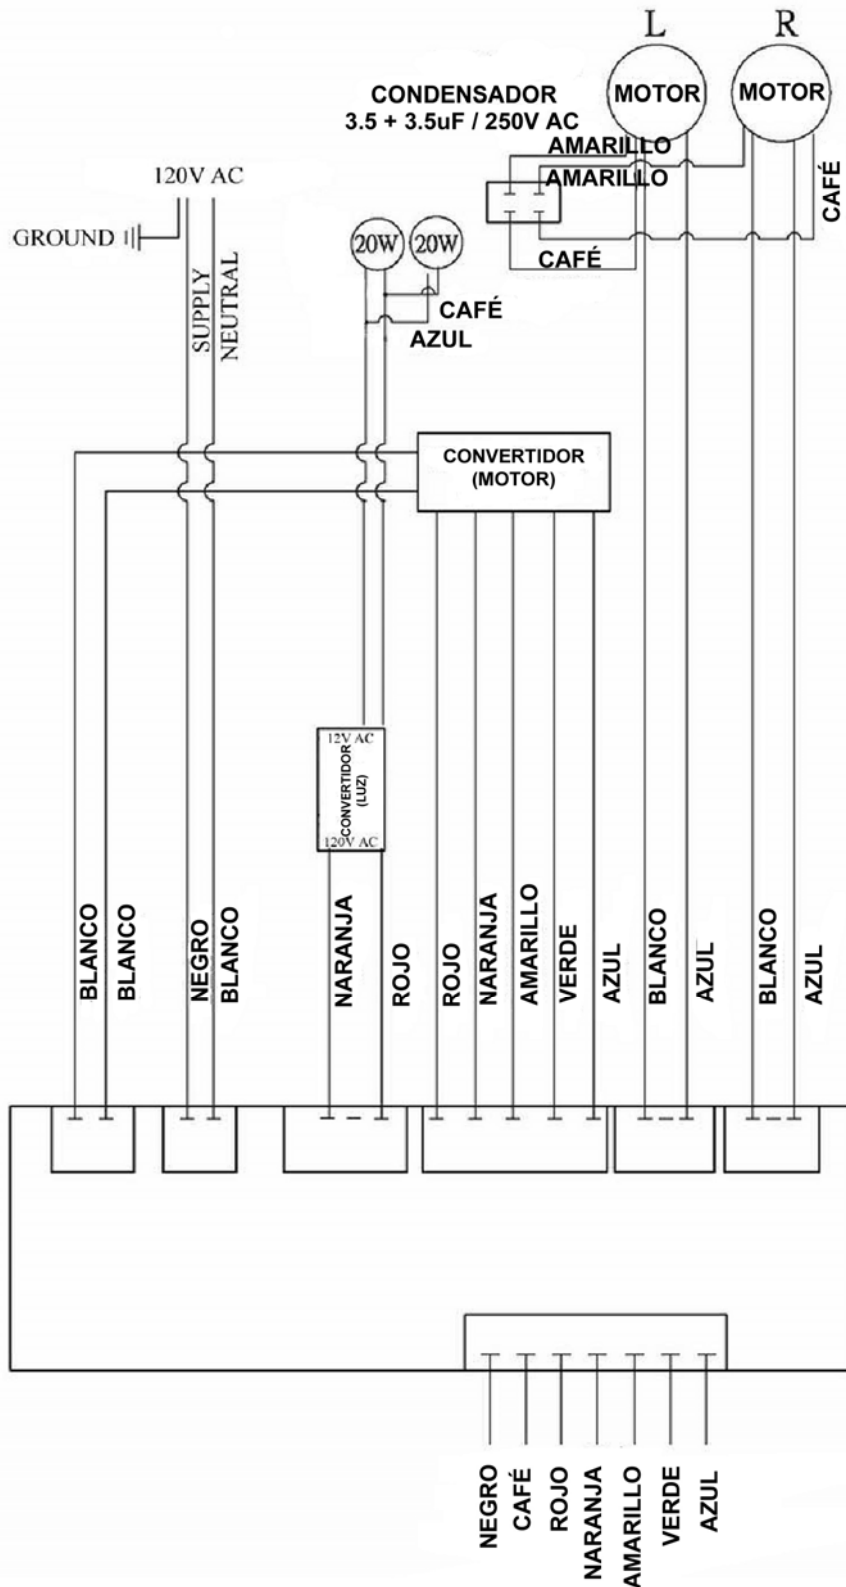 L
R
MOTOR
MOTOR
CONDENSADOR
3.5 + 3.5uF / 250V AC
AMARILLO
AMARILLO
CAFÉ
CAFÉ
120V AC
GROUND
SUPPLY
NEUTRAL
20W
20W
CAFÉ
AZUL
CONVERTIDOR
(MOTOR)
12V AC
CONVERTIDOR
(LUZ)
120V AC
BLANCO
BLANCO
NEGRO
BLANCO
NARANJA
ROJO
ROJO
NARANJA
AMARILLO
VERDE
AZUL
BLANCO
AZUL
BLANCO
AZUL
NEGRO
CAFÉ
ROJO
NARANJA
AMARILLO
VERDE
AZUL